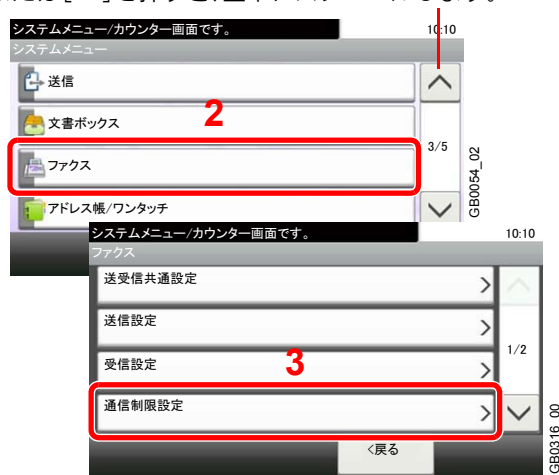 システムメニュー/カウンター画面です。
10:10
システムメニュー
送信
文書ボックス
2
ファクス
3/5
アドレス帳/ワンタッチ
GB0054_02
システムメニュー/カウンター画面です。
10:10
ファクス
送受信共通設定
送信設定
1/2
受信設定
3
通信制限設定
<戻る
GB0316_00